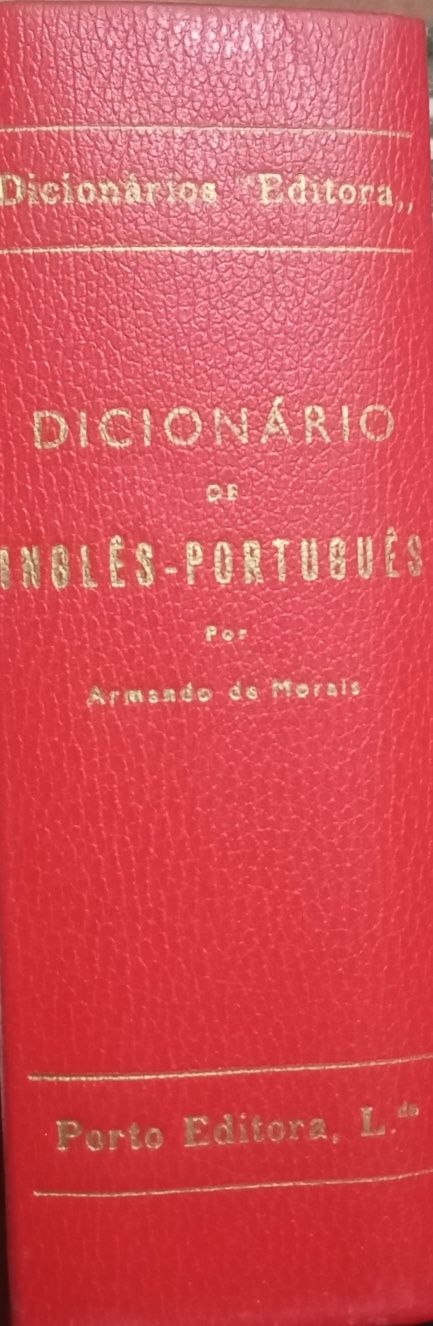 Dicionários "Editora„
DICIONÁRIO
DE
INGLÊS-PORTUGUÊS
Por
Armando de Morais
Porto Editora, L.da